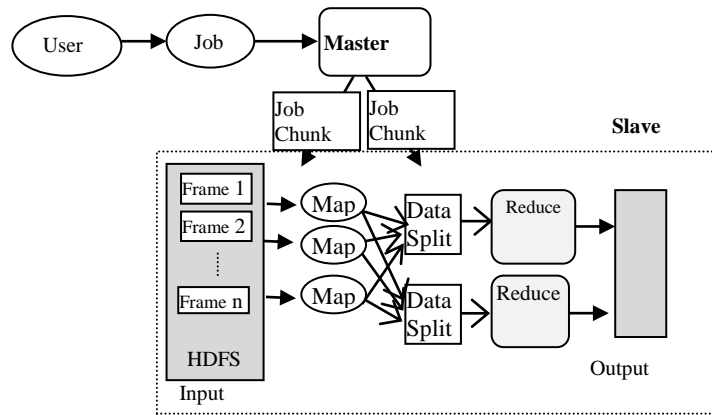 User
Job
Master
Job
Chunk
Job
Chunk
Slave
Frame 1
Frame 2
Frame n
HDFS
Input
Map
Map
Map
Data
Split
Data
Split
Reduce
Reduce
Output